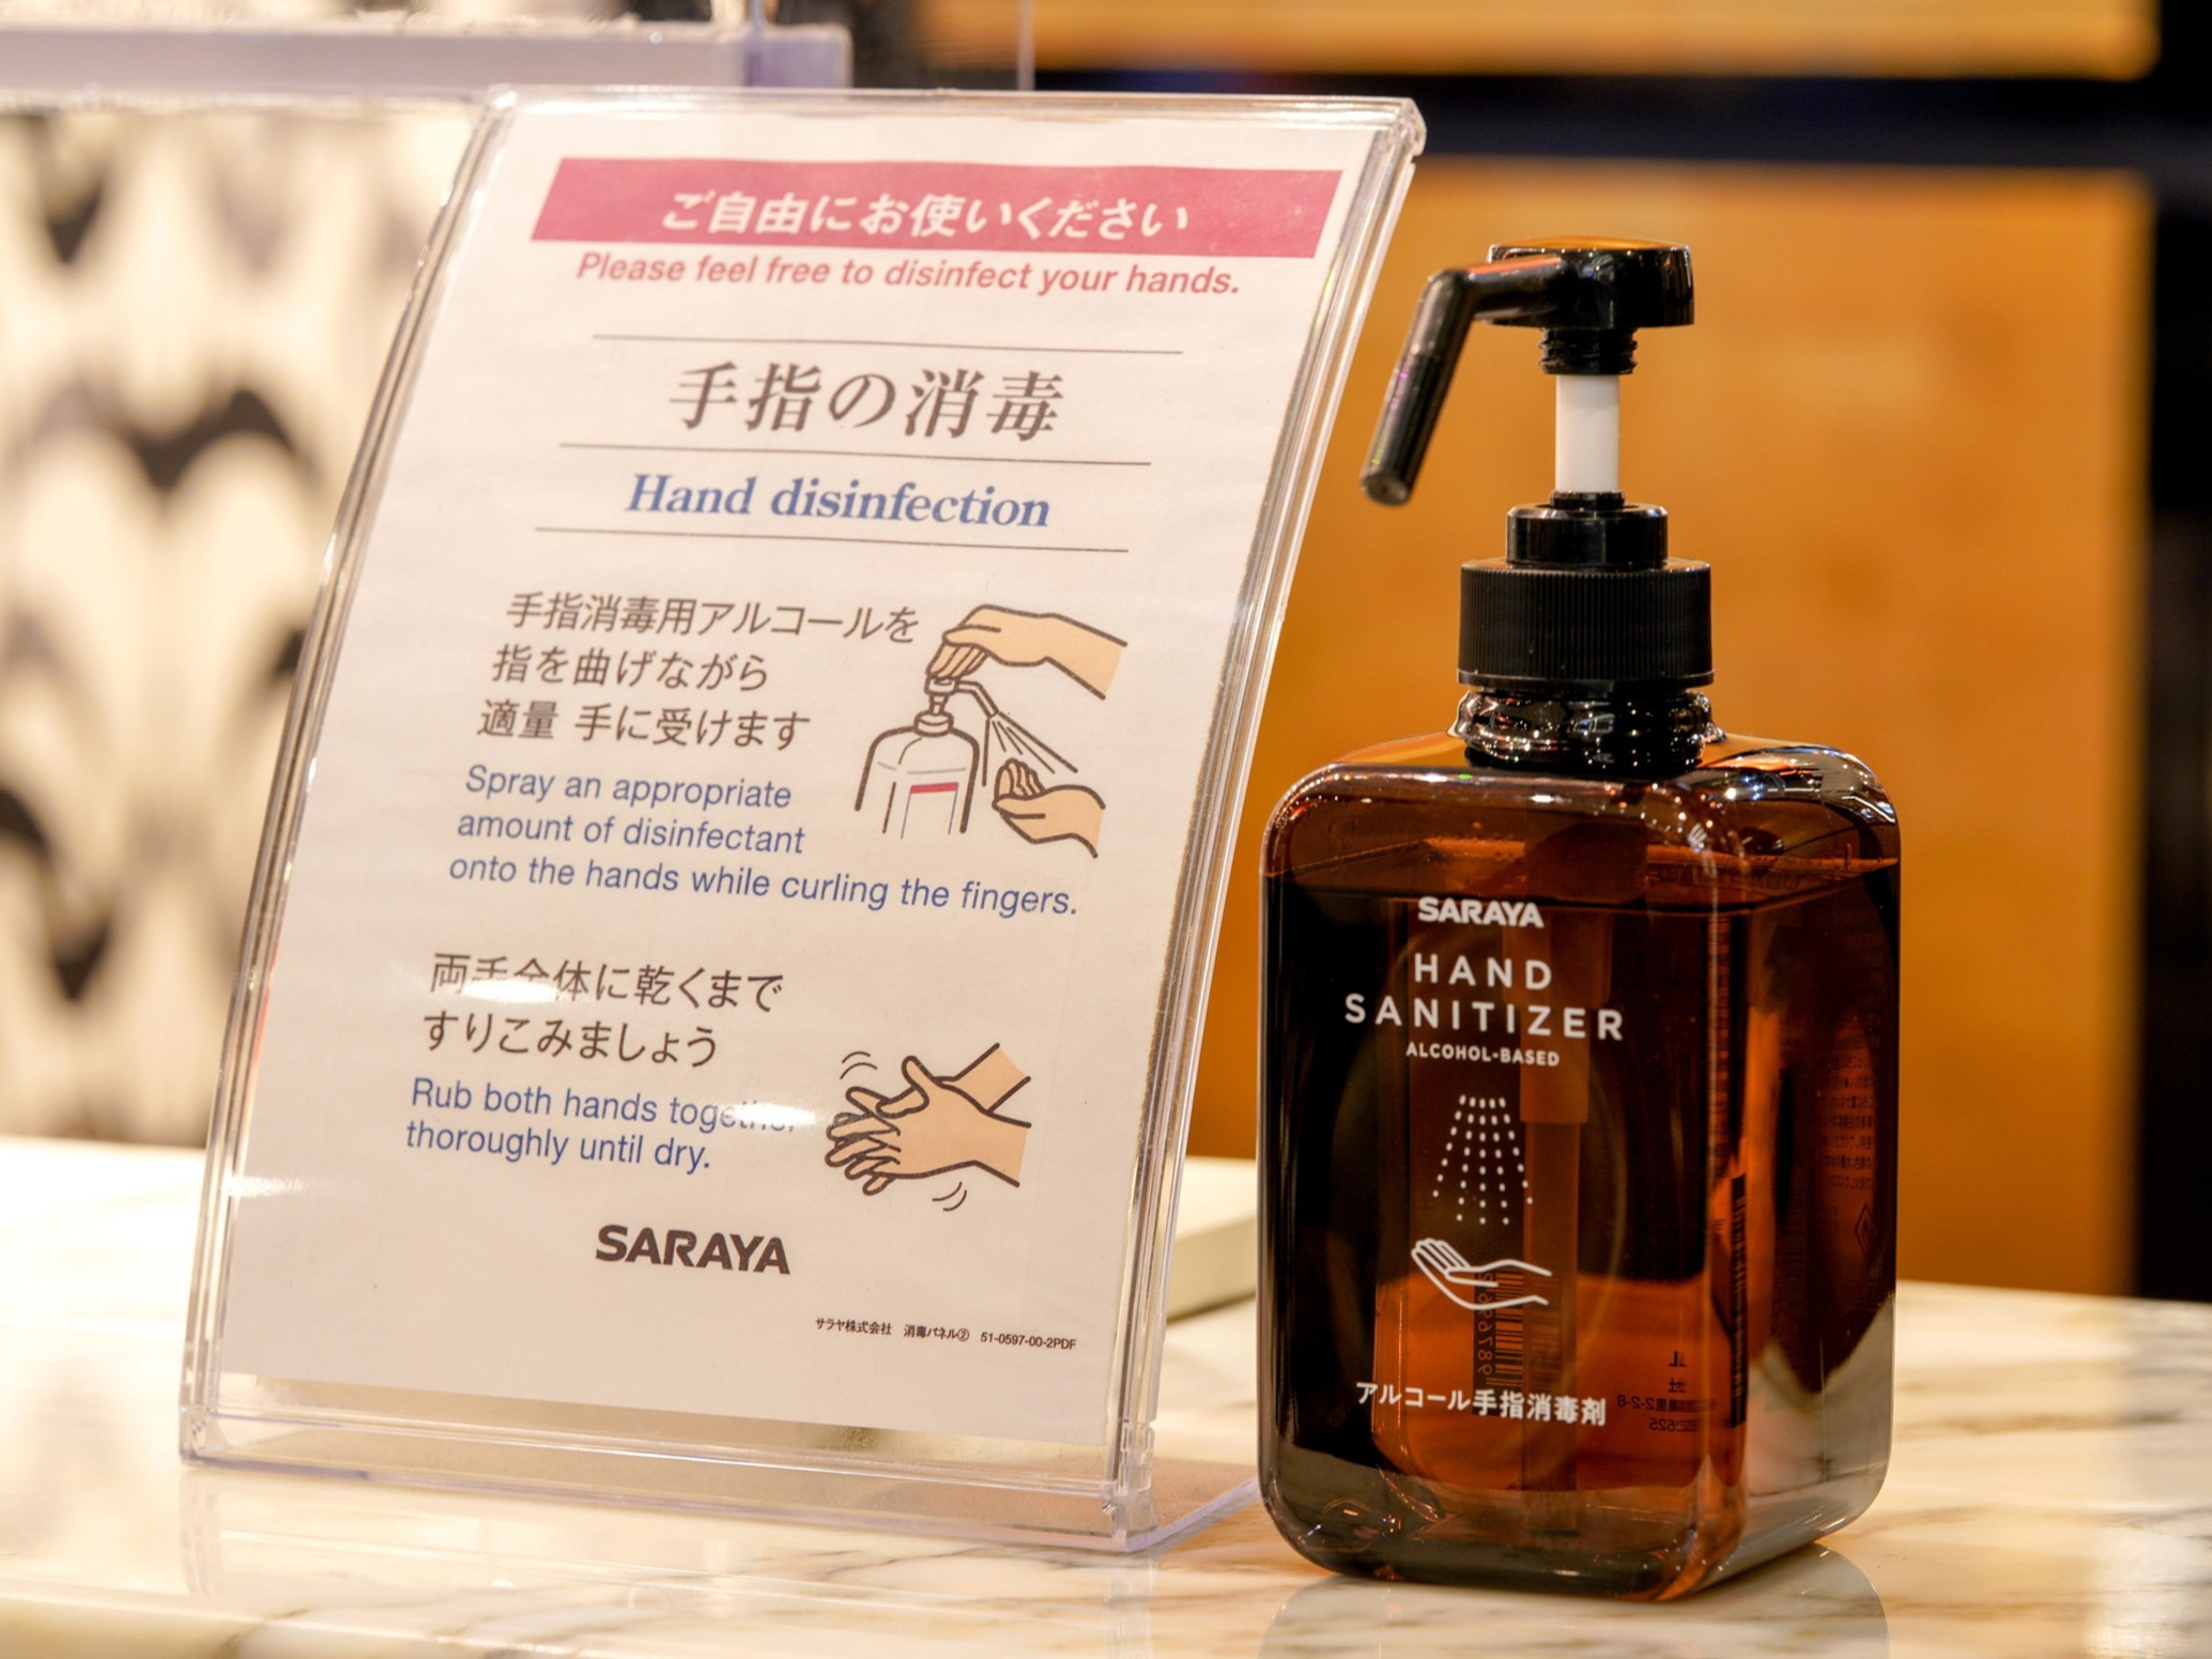 ご自由にお使いください
Please feel free to disinfect your hands.
手指の消毒
Hand disinfection
手指消毒用アルコールを
指を曲げながら
適量 手に受けます
Spray an appropriate
amount of disinfectant
onto the hands while curling the fingers.
両手全体に乾くまで
すりこみましょう
Rub both hands together
thoroughly until dry.
SARAYA
サラヤ株式会社 消毒パネル② 51-0597-00-2PDF
SARAYA
HAND
SANITIZER
ALCOHOL-BASED
アルコール手指消毒剤